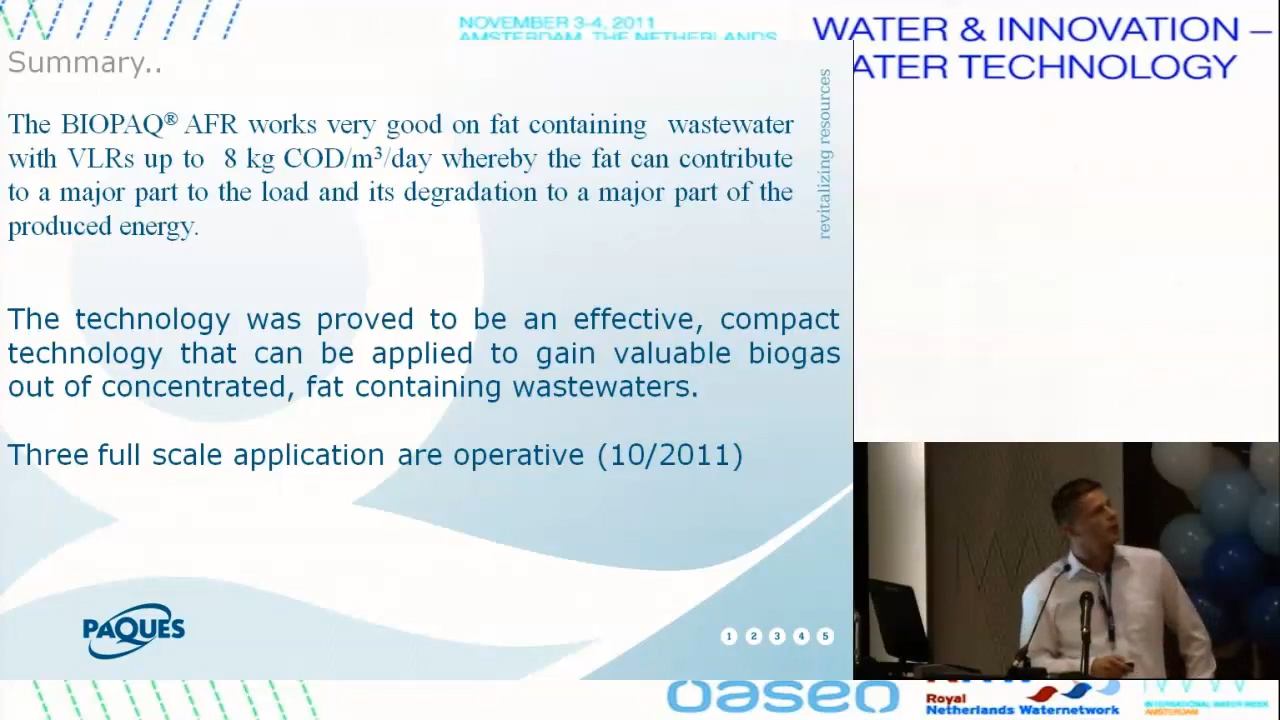 NOVEMBER 3-4, 2011
AMSTERDAM, THE NETHERLANDS
WATER & INNOVATION –
ATER TECHNOLOGY
Summary..
revitalizing resources
The BIOPAQ® AFR works very good on fat containing wastewater
with VLRs up to 8 kg COD/m³/day whereby the fat can contribute
to a major part to the load and its degradation to a major part of the
produced energy.
The technology was proved to be an effective, compact
technology that can be applied to gain valuable biogas
out of concentrated, fat containing wastewaters.
Three full scale application are operative (10/2011)
PAQUES
1 2 3 4 5
oasen
Royal
Netherlands Waternetwork
INTERNATIONAL WATER WEEK
AMSTERDAM